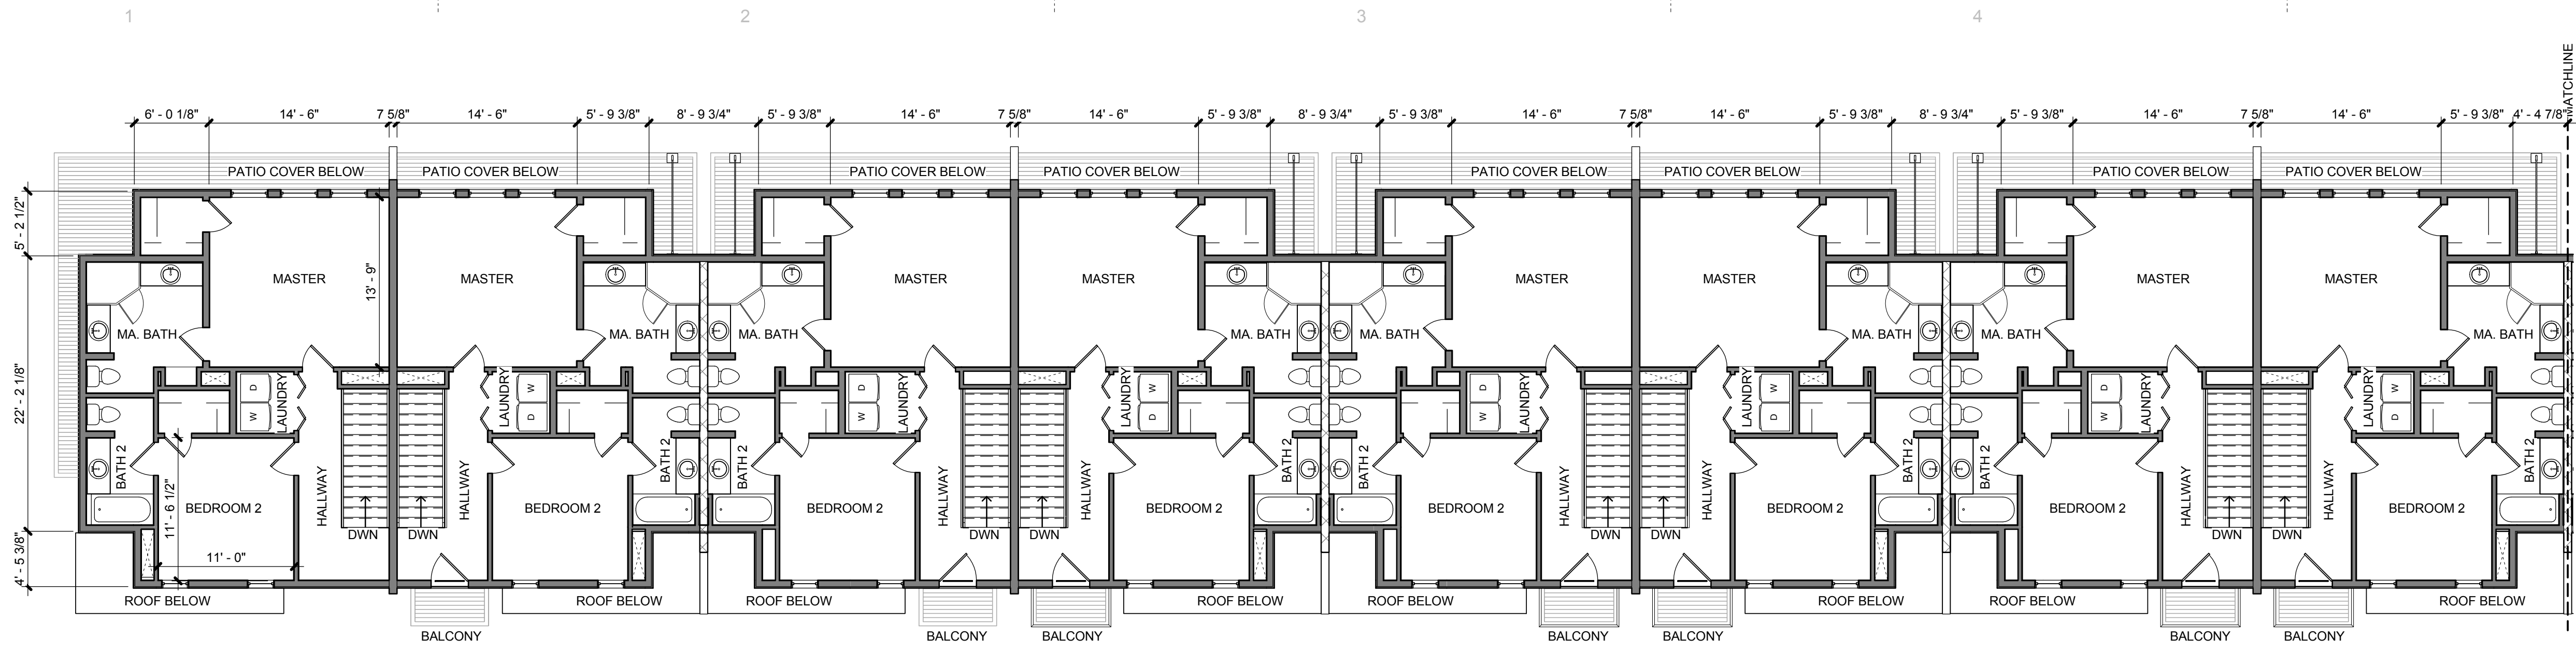 1 2 3 4
MATCHLINE
6' - 0 1/8" 14' - 6" 7 5/8" 14' - 6" 5' - 9 3/8" 8' - 9 3/4" 5' - 9 3/8" 14' - 6" 7 5/8" 14' - 6" 5' - 9 3/8" 8' - 9 3/4" 5' - 9 3/8" 14' - 6" 7 5/8" 14' - 6" 5' - 9 3/8" 8' - 9 3/4" 5' - 9 3/8" 14' - 6" 7 5/8" 14' - 6" 5' - 9 3/8" 4' - 4 7/8"
PATIO COVER BELOW PATIO COVER BELOW PATIO COVER BELOW PATIO COVER BELOW PATIO COVER BELOW PATIO COVER BELOW PATIO COVER BELOW PATIO COVER BELOW
5' - 2 1/2"
MASTER MASTER MASTER MASTER MASTER MASTER MASTER MASTER
13' - 9"
MA. BATH MA. BATH MA. BATH MA. BATH MA. BATH MA. BATH MA. BATH MA. BATH
22' - 2 1/8"
D W D W D W D W
W D W D W D W D
LAUNDRY LAUNDRY LAUNDRY LAUNDRY LAUNDRY LAUNDRY LAUNDRY LAUNDRY
BATH 2 BATH 2 BATH 2 BATH 2 BATH 2 BATH 2 BATH 2 BATH 2
HALLWAY HALLWAY HALLWAY HALLWAY HALLWAY HALLWAY HALLWAY HALLWAY
11' - 6 1/2"
BEDROOM 2 BEDROOM 2 BEDROOM 2 BEDROOM 2 BEDROOM 2 BEDROOM 2 BEDROOM 2 BEDROOM 2
DWN DWN DWN DWN DWN DWN DWN DWN
4' - 5 3/8"
11' - 0"
ROOF BELOW ROOF BELOW ROOF BELOW ROOF BELOW ROOF BELOW ROOF BELOW ROOF BELOW ROOF BELOW
BALCONY BALCONY BALCONY BALCONY BALCONY BALCONY BALCONY